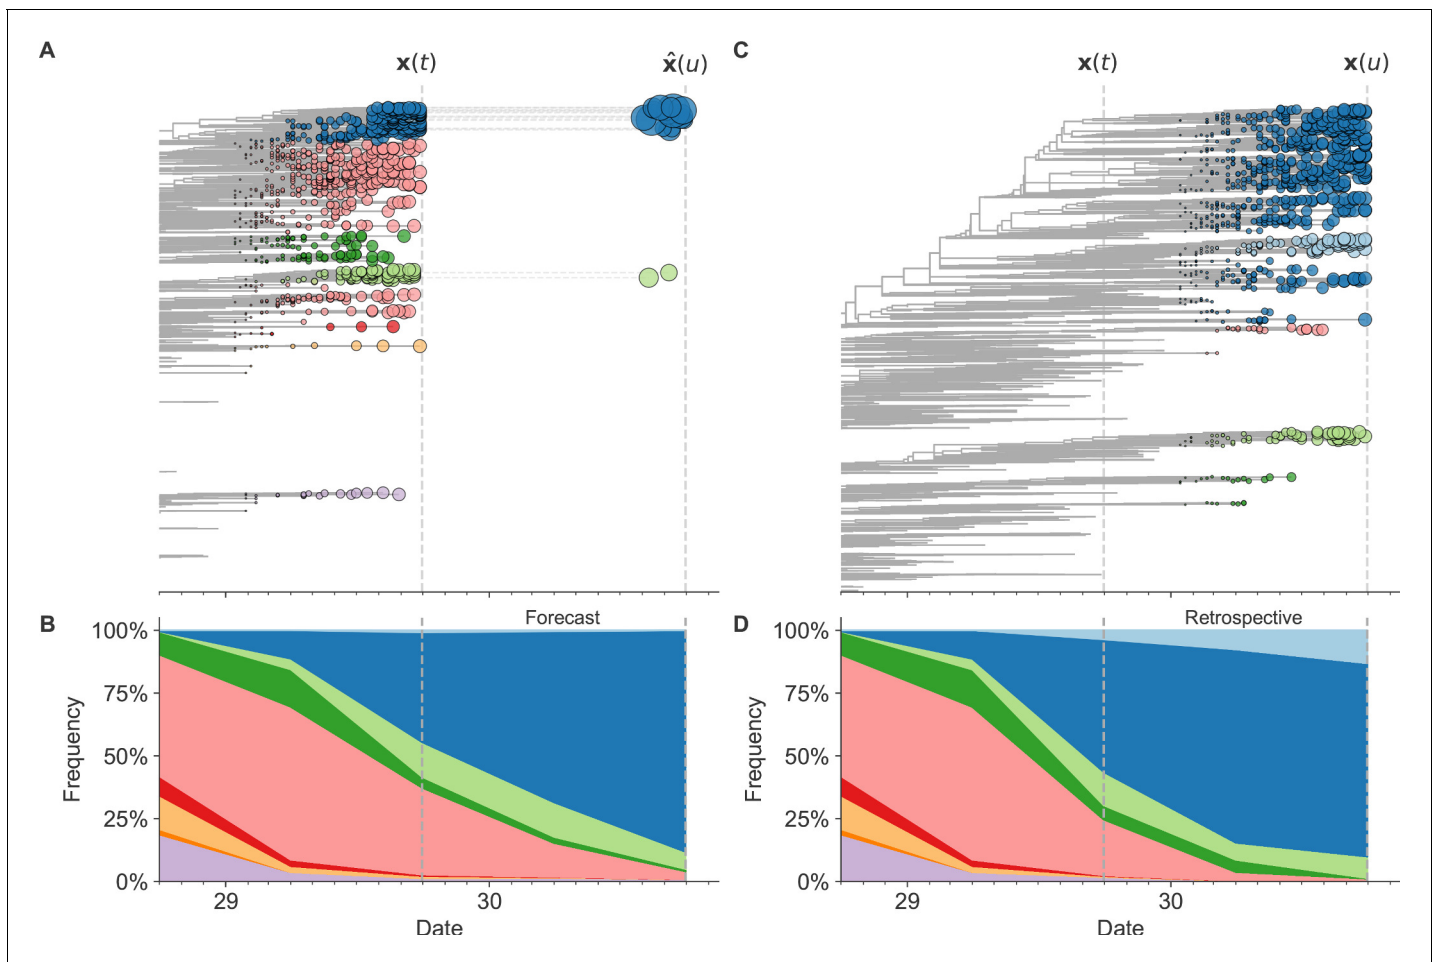 A
x(t)
x̂(u)
C
x(t)
x(u)
B
Forecast
100%
75%
50%
25%
0%
Frequency
29
30
Date
D
Retrospective
100%
75%
50%
25%
0%
Frequency
29
30
Date